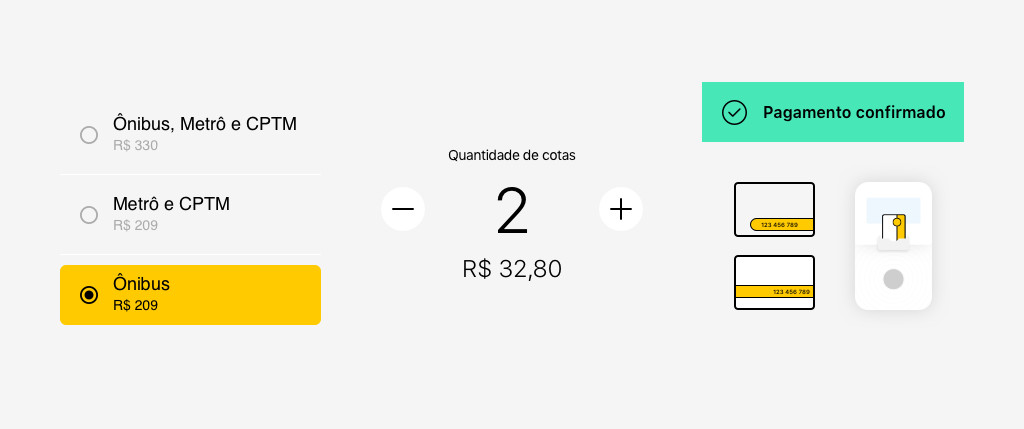 Ônibus, Metrô e CPTM
R$ 330
Metrô e CPTM
R$ 209
Ônibus
R$ 209
Quantidade de cotas
2
R$ 32,80
Pagamento confirmado
123 456 789
123 456 789